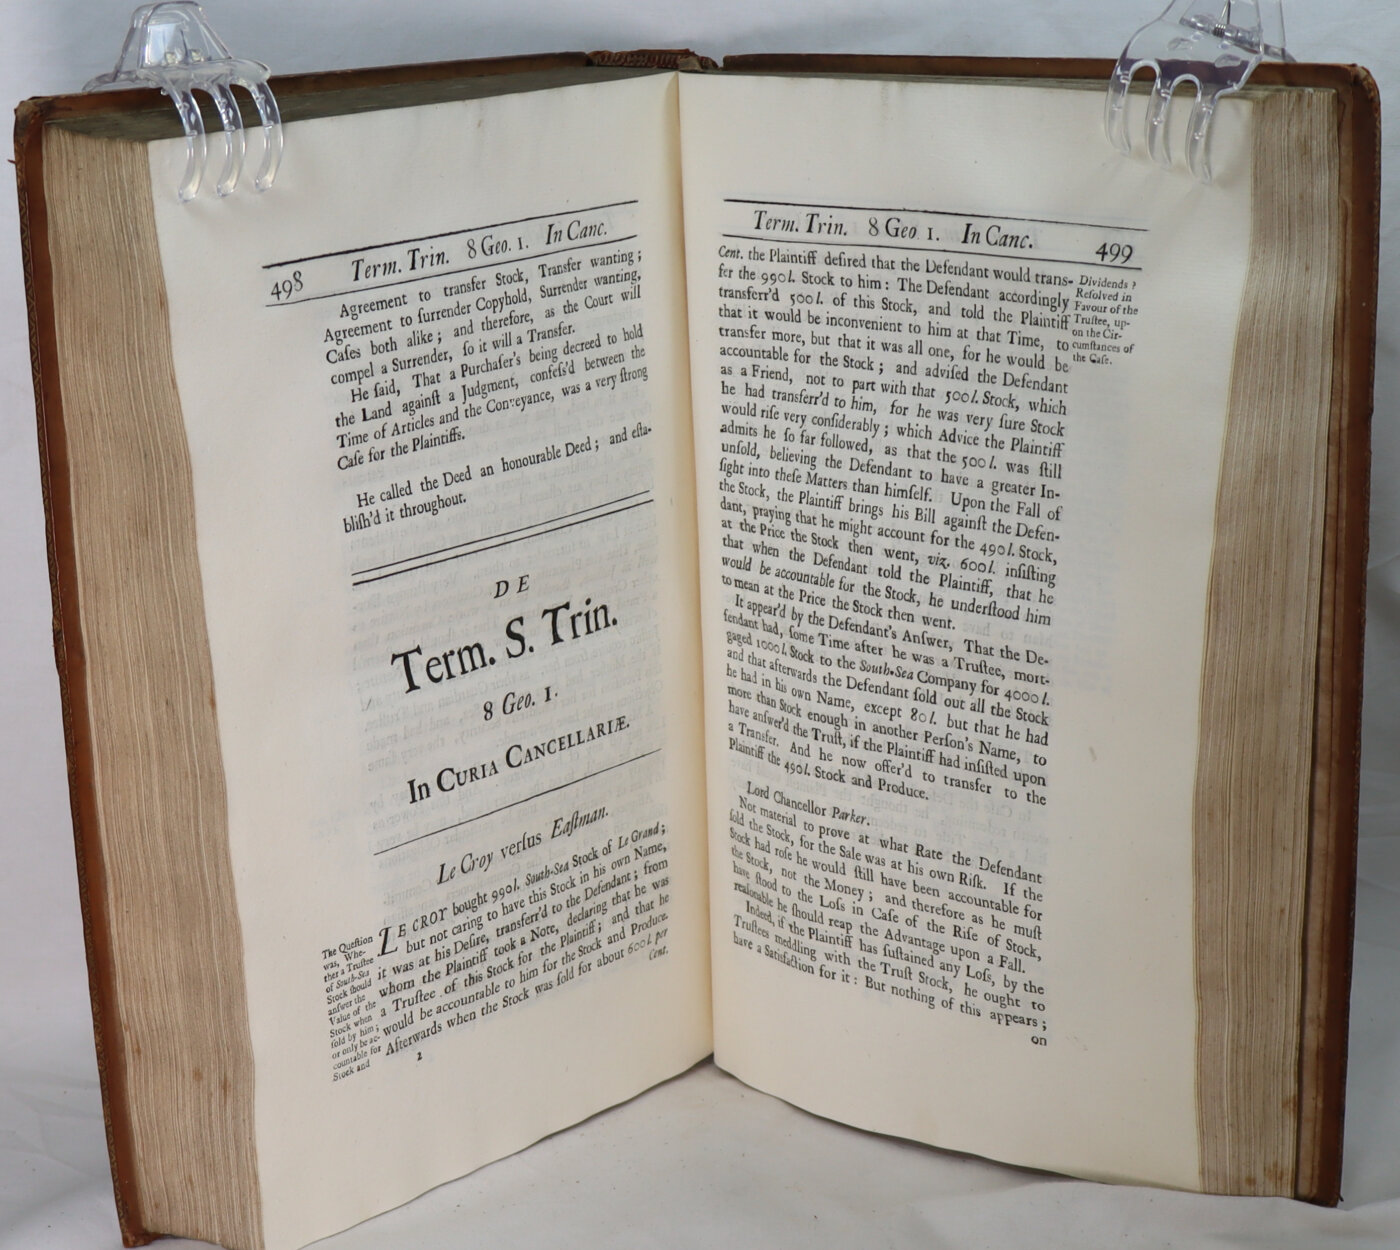 498 Term. Trin. 8 Geo. 1. In Canc.
Agreement to transfer Stock, Transfer wanting;
Agreement to ſurrender Copyhold, Surrender wanting,
Caſes both alike; and therefore, as the Court will
compel a Surrender, ſo it will a Transfer.
He ſaid, That a Purchaſer's being decreed to hold
the Land againſt a Judgment, confeſs'd between the
Time of Articles and the Conveyance, was a very ſtrong
Caſe for the Plaintiffs.
He called the Deed an honourable Deed; and eſta-
bliſh'd it throughout.
DE
Term. S. Trin.
8 Geo. 1.
In CURIA CANCELLARIÆ.
Le Croy verſus Eaſtman.
LE CROY bought 990 l. South-Sea Stock of Le Grand;
but not caring to have this Stock in his own Name,
it was at his Deſire, transferr'd to the Defendant; from
whom the Plaintiff took a Note, declaring that he was
a Truſtee of this Stock for the Plaintiff; and that he
would be accountable to him for the Stock and Produce.
Afterwards when the Stock was ſold for about 600 l. per
Cent.
The Queſtion
was, Whe-
ther a Truſtee
of South-Sea
Stock ſhould
anſwer the
Value of the
Stock when
ſold by him;
or only be ac-
countable for
Stock and
2
Term. Trin. 8 Geo 1. In Canc. 499
Cent. the Plaintiff deſired that the Defendant would trans-
fer the 990 l. Stock to him: The Defendant accordingly
transferr'd 500 l. of this Stock, and told the Plaintiff
that it would be inconvenient to him at that Time, to
transfer more, but that it was all one, for he would be
accountable for the Stock; and adviſed the Defendant
as a Friend, not to part with that 500 l. Stock, which
he had transferr'd to him, for he was very ſure Stock
would riſe very conſiderably; which Advice the Plaintiff
admits he ſo far followed, as that the 500 l. was ſtill
unſold, believing the Defendant to have a greater In-
ſight into theſe Matters than himſelf. Upon the Fall of
the Stock, the Plaintiff brings his Bill againſt the Defen-
dant, praying that he might account for the 490 l. Stock,
at the Price the Stock then went, viz. 600 l. inſiſting
that when the Defendant told the Plaintiff, that he
would be accountable for the Stock, he underſtood him
to mean at the Price the Stock then went.
It appear'd by the Defendant's Anſwer, That the De-
fendant had, ſome Time after he was a Truſtee, mort-
gaged 1000 l. Stock to the South-Sea Company for 4000 l.
and that afterwards the Defendant ſold out all the Stock
he had in his own Name, except 80 l. but that he had
more than Stock enough in another Perſon's Name, to
have anſwer'd the Truſt, if the Plaintiff had inſiſted upon
a Transfer. And he now offer'd to transfer to the
Plaintiff the 490 l. Stock and Produce.
Lord Chancellor Parker.
Not material to prove at what Rate the Defendant
ſold the Stock, for the Sale was at his own Riſk. If the
Stock had roſe he would ſtill have been accountable for
the Stock, not the Money; and therefore as he muſt
have ſtood to the Loſs in Caſe of the Riſe of Stock,
reaſonable he ſhould reap the Advantage upon a Fall.
Indeed, if the Plaintiff has ſuſtained any Loſs, by the
Truſtees meddling with the Truſt Stock, he ought to
have a Satisfaction for it: But nothing of this appears;
on
Dividends?
Reſolved in
Favour of the
Truſtee, up-
on the Cir-
cumſtances of
the Caſe.